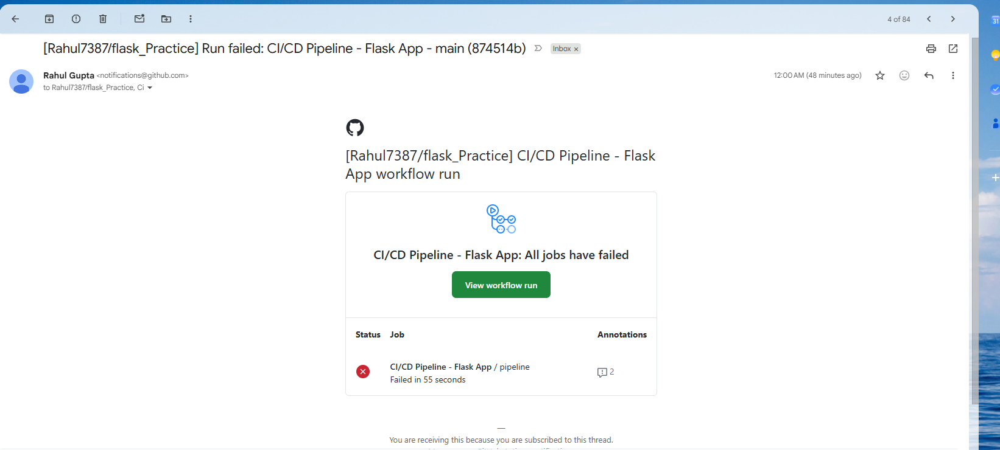 4 of 84
31
[Rahul7387/flask_Practice] Run failed: CI/CD Pipeline - Flask App - main (874514b)
Inbox ×
Rahul Gupta <notifications@github.com>
12:00 AM (48 minutes ago)
to Rahul7387/flask_Practice, Ci
[Rahul7387/flask_Practice] CI/CD Pipeline - Flask
App workflow run
CI/CD Pipeline - Flask App: All jobs have failed
View workflow run
Status Job Annotations
CI/CD Pipeline - Flask App / pipeline
2
Failed in 55 seconds
—
You are receiving this because you are subscribed to this thread.